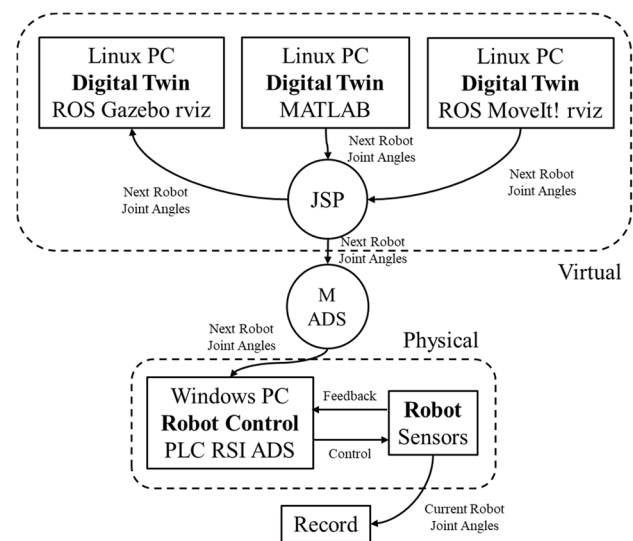 Linux PC
Digital Twin
ROS Gazebo rviz
Linux PC
Digital Twin
MATLAB
Linux PC
Digital Twin
ROS MoveIt! rviz
Next Robot
Joint Angles
Next Robot
Joint Angles
Next Robot
Joint Angles
JSP
Next Robot
Joint Angles
Virtual
M
ADS
Next Robot
Joint Angles
Physical
Windows PC
Robot Control
PLC RSI ADS
Feedback
Control
Robot
Sensors
Current Robot
Joint Angles
Record